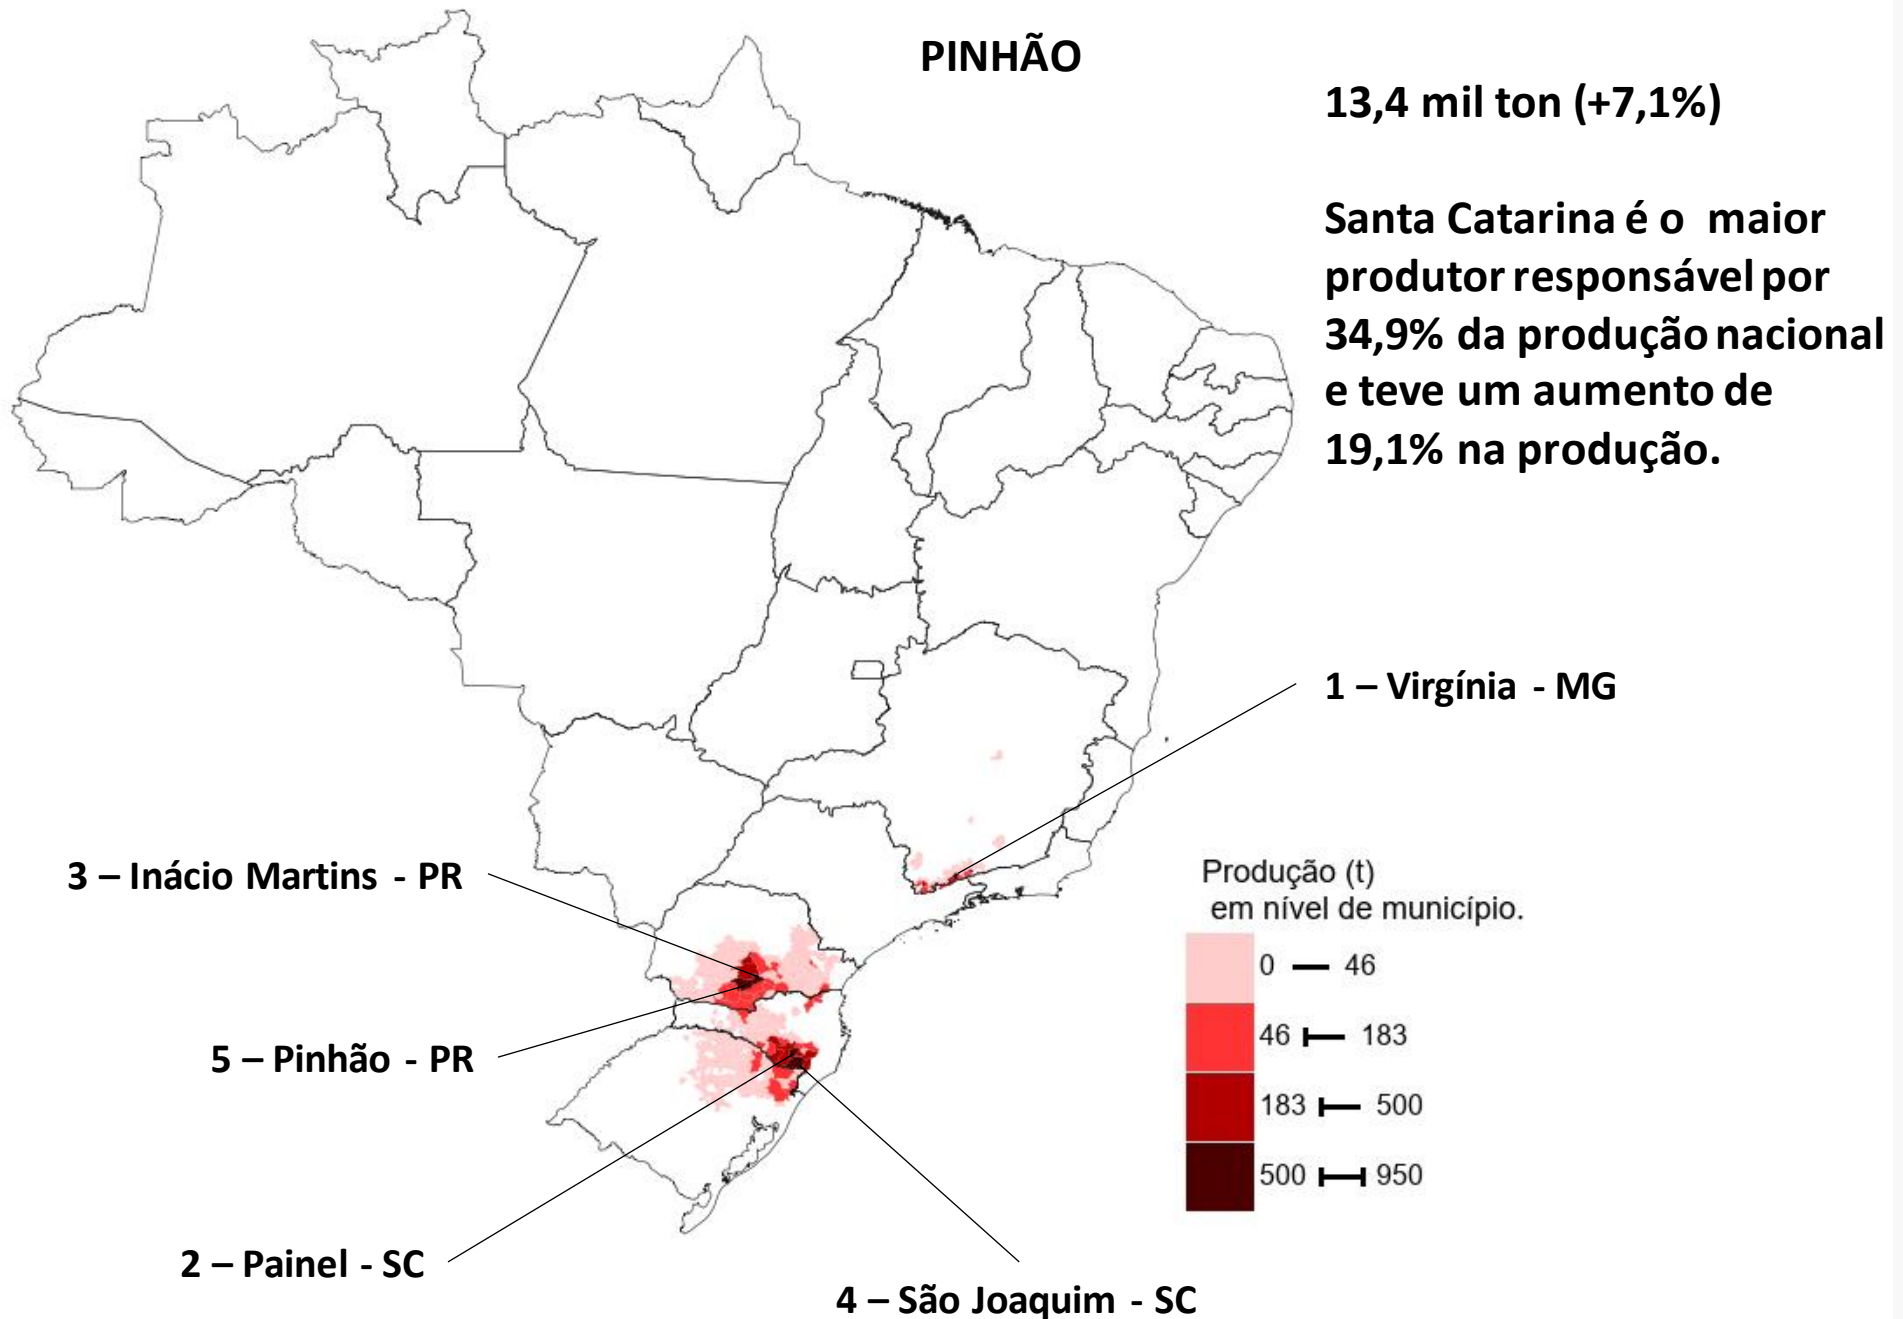 PINHÃO
13,4 mil ton (+7,1%)
Santa Catarina é o maior
produtor responsável por
34,9% da produção nacional
e teve um aumento de
19,1% na produção.
1 – Virgínia - MG
3 – Inácio Martins - PR
5 – Pinhão - PR
2 – Painel - SC
4 – São Joaquim - SC
Produção (t)
em nível de município.
0 — 46
46 ⊢ 183
183 ⊢ 500
500 ⊢⊣ 950